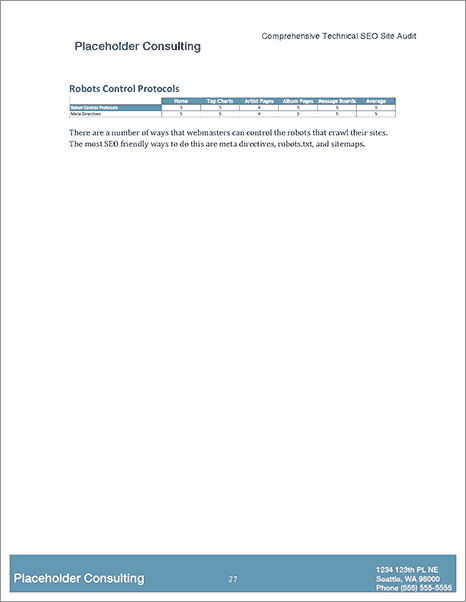 Comprehensive Technical SEO Site Audit
Placeholder Consulting
Robots Control Protocols
Home Top Charts Artist Pages Album Pages Message Boards Average
Robot Control Protocols 5 5 4 5 5 5
Meta Directives 5 5 4 5 5 5
There are a number of ways that webmasters can control the robots that crawl their sites.
The most SEO friendly ways to do this are meta directives, robots.txt, and sitemaps.
1234 123th PL NE
Placeholder Consulting 27 Seattle, WA 98000
Phone (555) 555-5555